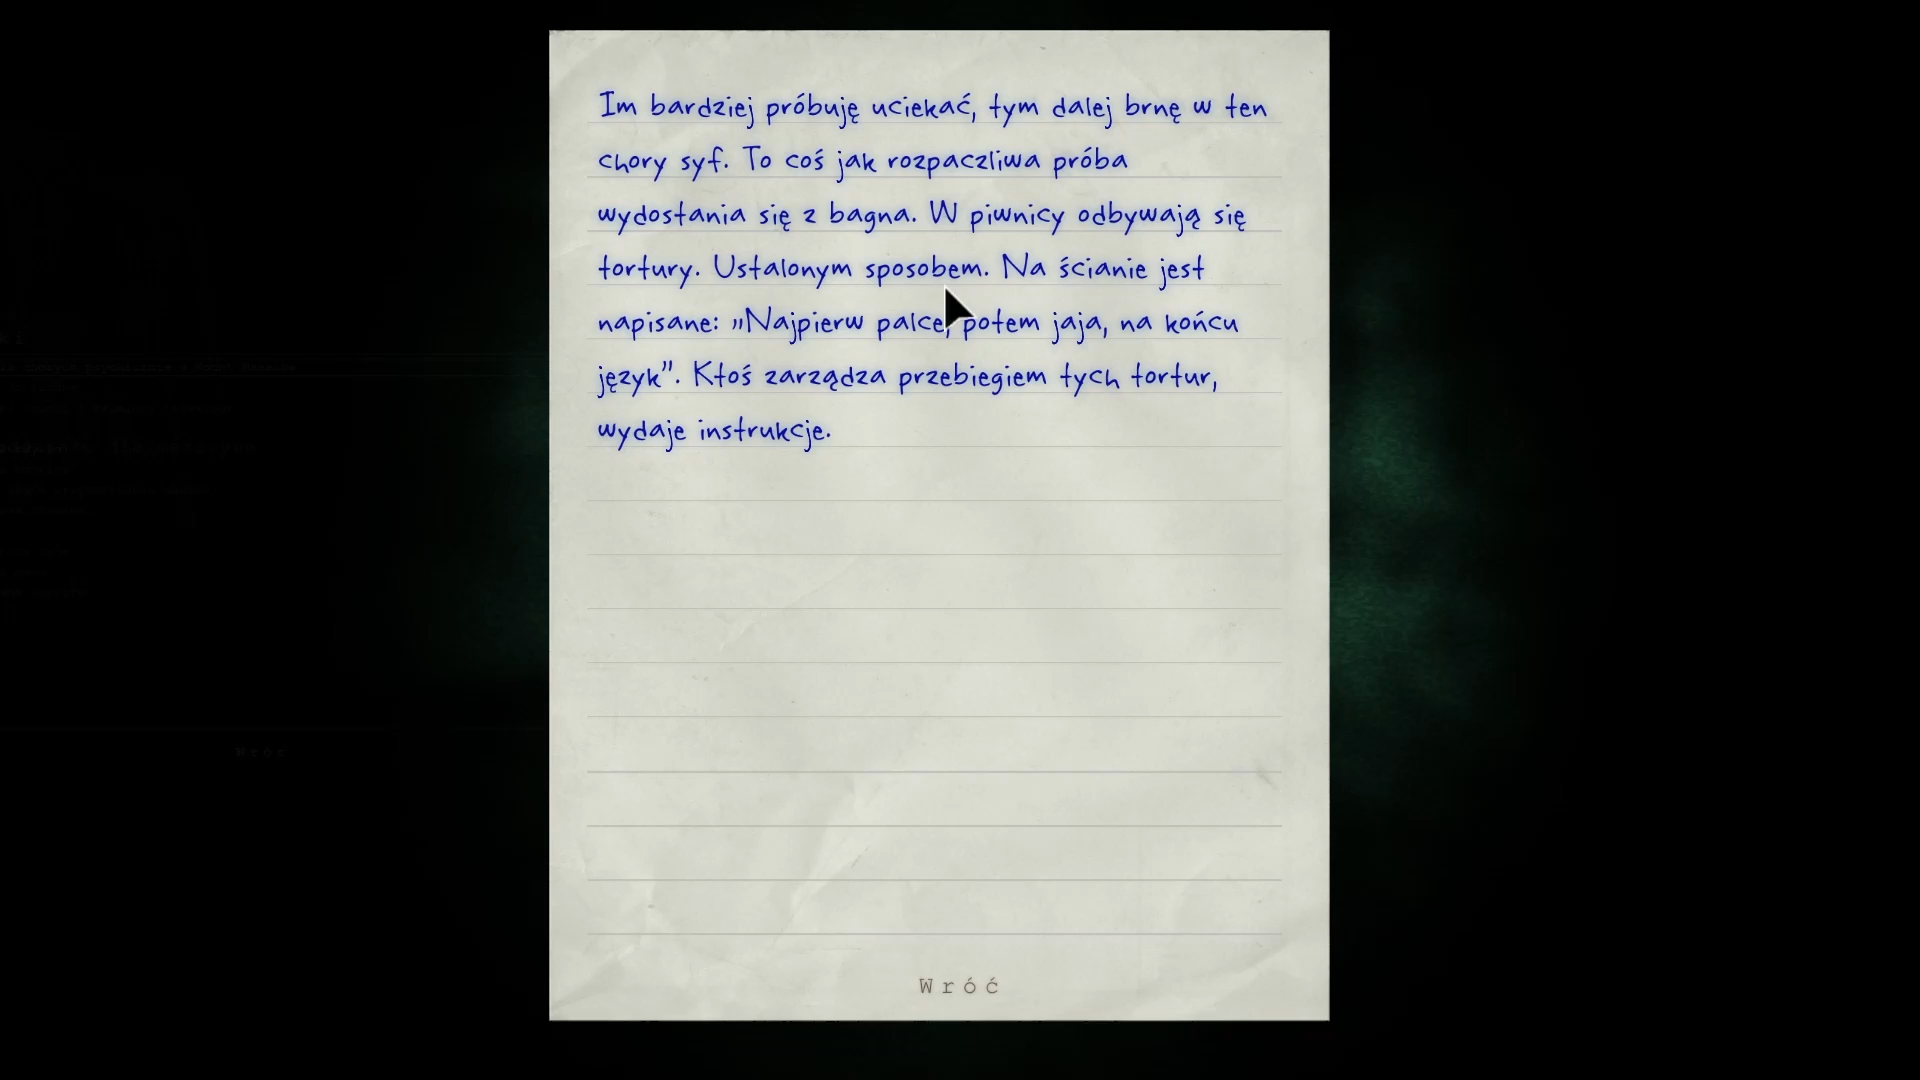 Im bardziej próbuję uciekać, tym dalej brnę w ten
chory syf. To coś jak rozpaczliwa próba
wydostania się z bagna. W piwnicy odbywają się
tortury. Ustalonym sposobem. Na ścianie jest
napisane: „Najpierw palce, potem jaja, na końcu
język”. Ktoś zarządza przebiegiem tych tortur,
wydaje instrukcje.
Wróć
Wróć